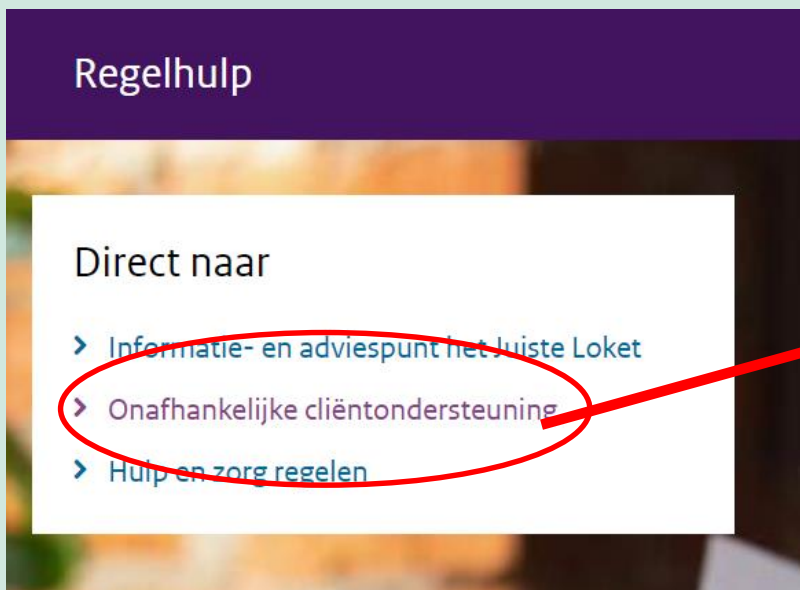 Regelhulp
Direct naar
Informatie- en adviespunt het Juiste Loket
Onafhankelijke cliëntondersteuning
Hulp en zorg regelen